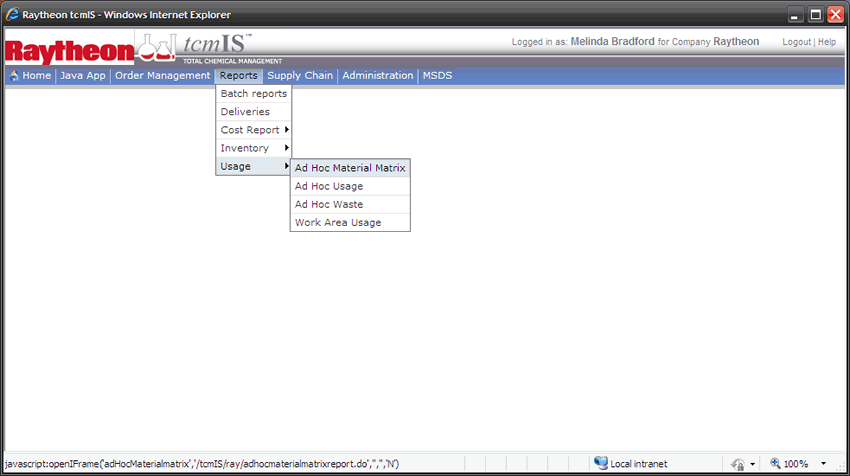 Raytheon tcmIS - Windows Internet Explorer
Raytheon tcmIS™
TOTAL CHEMICAL MANAGEMENT
Logged in as: Melinda Bradford for Company Raytheon Logout | Help
Home Java App Order Management Reports Supply Chain Administration MSDS
Batch reports
Deliveries
Cost Report
Inventory
Usage
Ad Hoc Material Matrix
Ad Hoc Usage
Ad Hoc Waste
Work Area Usage
javascript:openIFrame('adHocMaterialmatrix','/tcmIS/ray/adhocmaterialmatrixreport.do','','','N') Local intranet 100%